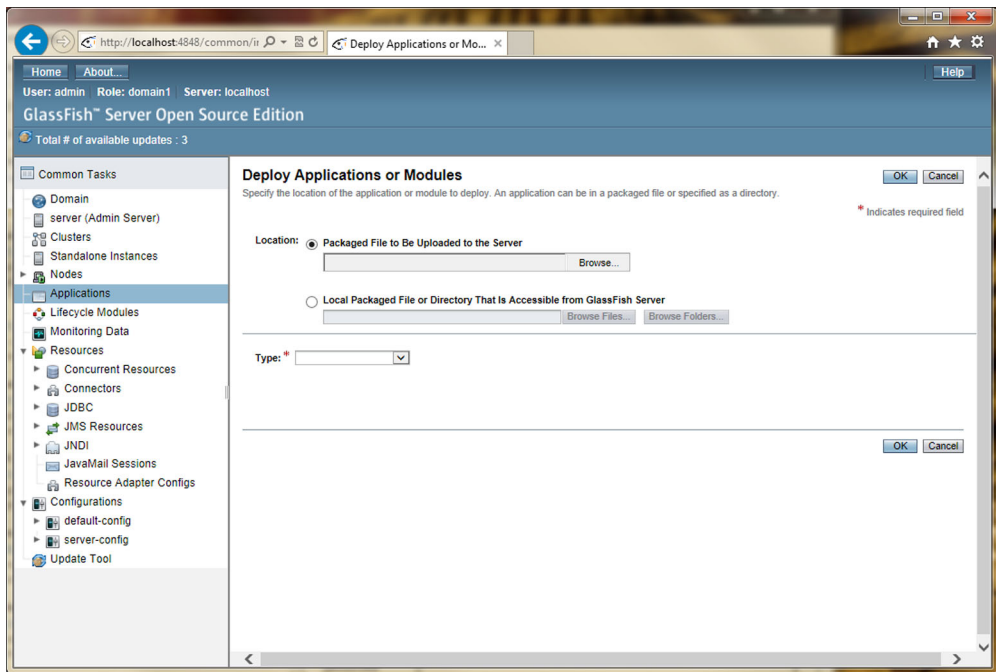 http://localhost:4848/common/ir
Deploy Applications or Mo...
Home About... Help
User: admin Role: domain1 Server: localhost
GlassFish™ Server Open Source Edition
Total # of available updates : 3
Common Tasks
Domain
server (Admin Server)
Clusters
Standalone Instances
Nodes
Applications
Lifecycle Modules
Monitoring Data
Resources
Concurrent Resources
Connectors
JDBC
JMS Resources
JNDI
JavaMail Sessions
Resource Adapter Configs
Configurations
default-config
server-config
Update Tool
Deploy Applications or Modules
OK Cancel
Specify the location of the application or module to deploy. An application can be in a packaged file or specified as a directory.
* Indicates required field
Location: Packaged File to Be Uploaded to the Server
Browse...
Local Packaged File or Directory That Is Accessible from GlassFish Server
Browse Files... Browse Folders...
Type: *
OK Cancel